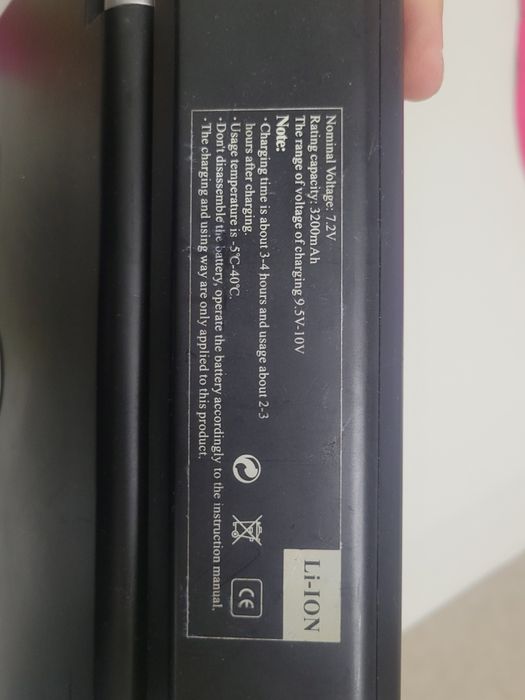 Nominal Voltage: 7.2V
Rating capacity: 3200mAh
The range of voltage of charging 9.5V-10V
Note:
·Charging time is about 3-4 hours and usage about 2-3
hours after charging.
·Usage temperature is -5℃-40℃.
·Don't disassemble the battery, operate the battery accordingly to the instruction manual.
·The charging and using way are only applied to this product.
CE
Li-ION